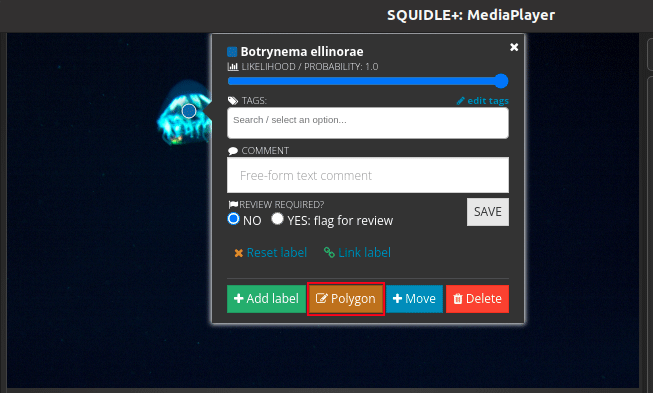 SQUIDLE+: MediaPlayer
Botrynema ellinorae
LIKELIHOOD / PROBABILITY: 1.0
TAGS: edit tags
Search / select an option...
COMMENT
Free-form text comment
REVIEW REQUIRED?
NO YES: flag for review SAVE
Reset label Link label
Add label Polygon Move Delete